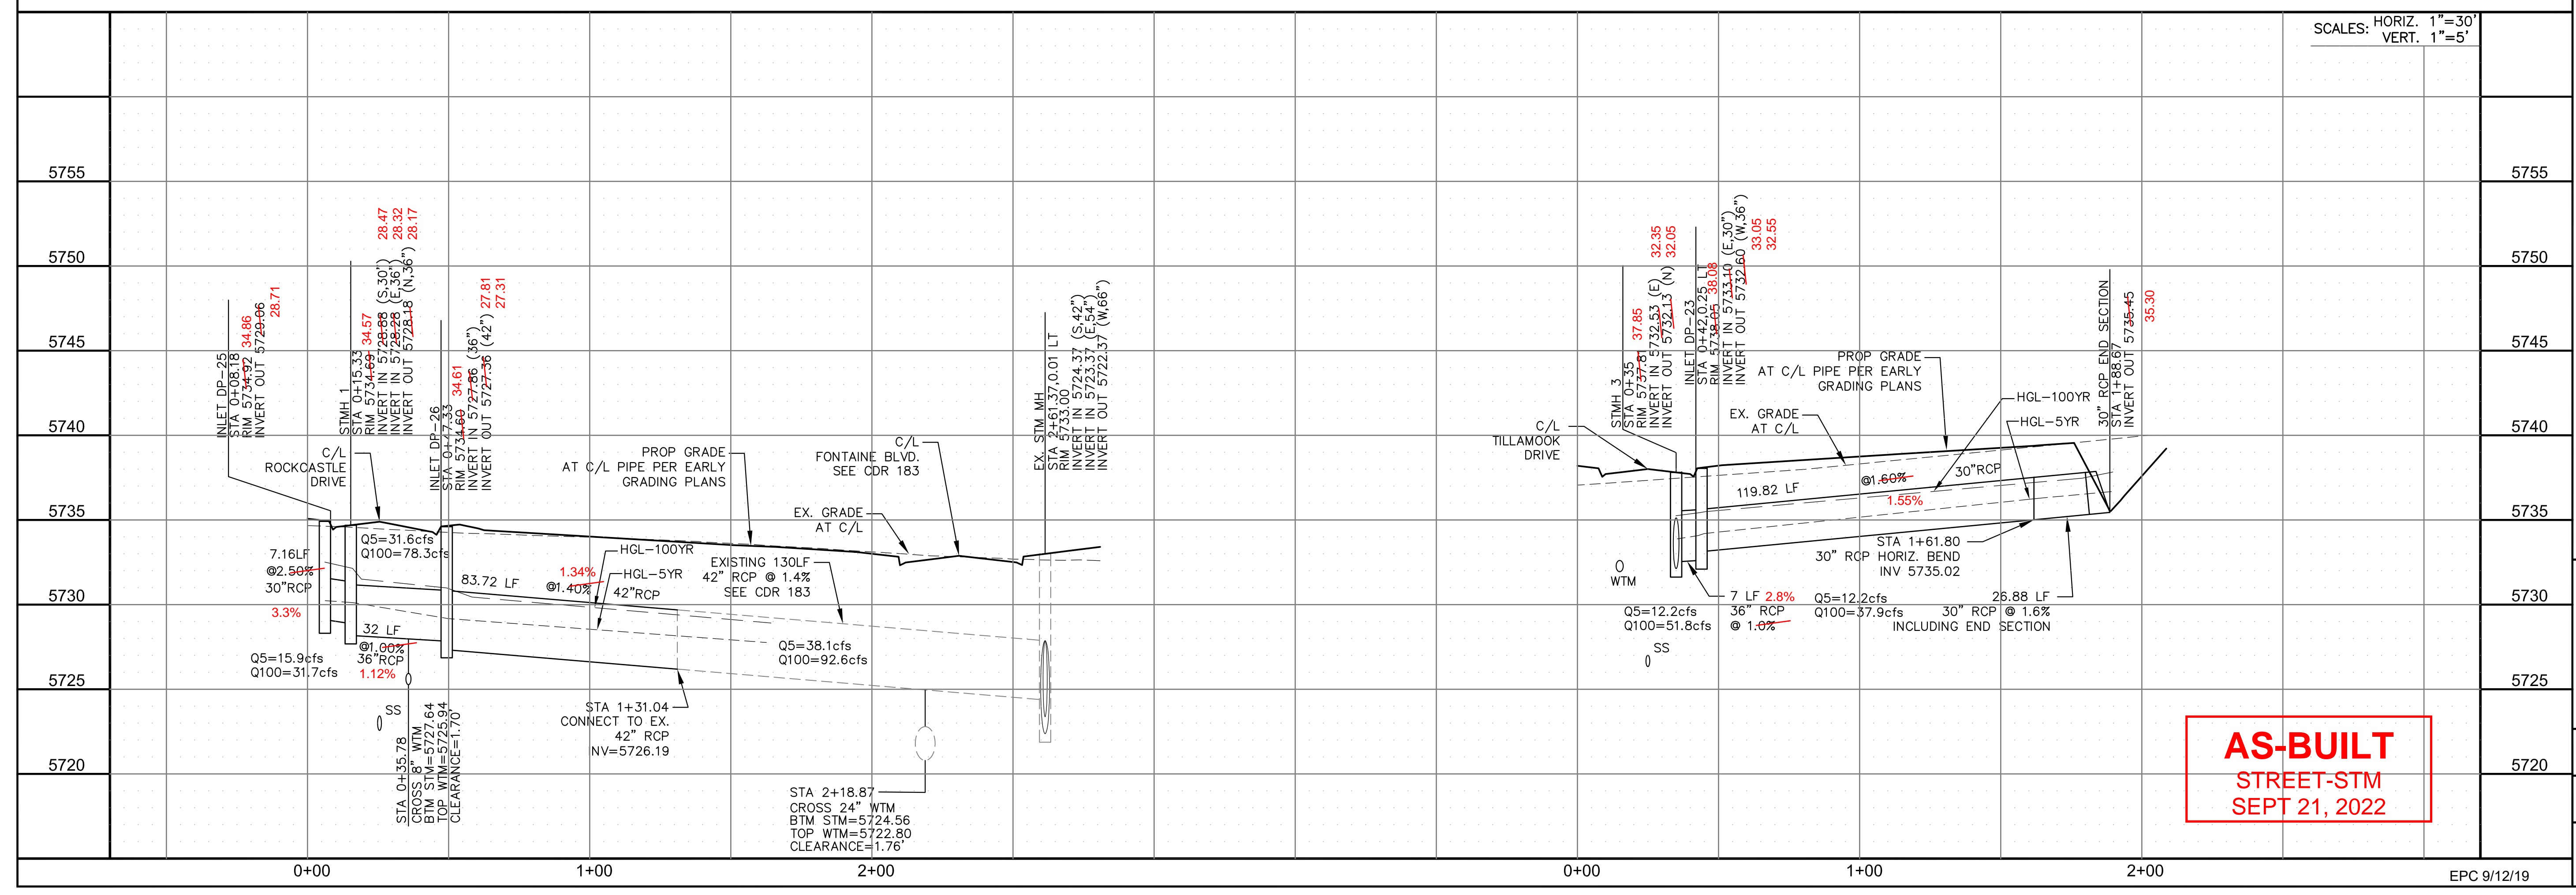 SCALES: HORIZ. 1"=30'
VERT. 1"=5'
5755
5750
5745
5740
5735
5730
5725
5720
INLET DP-25
STA 0+08.18
RIM 5734.92 34.86
INVERT OUT 5729.06
28.71
STMH 1
STA 0+15.33
RIM 5734.69 34.57
INVERT IN 5728.88 (S,30") 28.47
INVERT IN 5728.28 (E,36") 28.32
INVERT OUT 5728.18 (N,36") 28.17
INLET DP-26
STA 0+47.33
RIM 5734.60 34.61
INVERT IN 5727.86 (36")
INVERT OUT 5727.36 (42") 27.81
27.31
C/L
ROCKCASTLE
DRIVE
PROP GRADE
AT C/L PIPE PER EARLY
GRADING PLANS
C/L
FONTAINE BLVD.
SEE CDR 183
EX. GRADE
AT C/L
EX. STM MH
STA 2+61.37,0.01 LT
RIM 5733.00
INVERT IN 5724.37 (S,42")
INVERT IN 5723.37 (E,54")
INVERT OUT 5722.37 (W,66")
Q5=31.6cfs
Q100=78.3cfs
7.16LF
@2.50%
30"RCP
3.3%
32 LF
@1.00%
36"RCP
1.12%
Q5=15.9cfs
Q100=31.7cfs
83.72 LF
1.34%
@1.40%
42"RCP
HGL-100YR
HGL-5YR
EXISTING 130LF
42" RCP @ 1.4%
SEE CDR 183
Q5=38.1cfs
Q100=92.6cfs
SS
STA 0+35.78
CROSS 8" WTM
BTM STM=5727.64
TOP WTM=5725.94
CLEARANCE=1.70'
STA 1+31.04
CONNECT TO EX.
42" RCP
NV=5726.19
STA 2+18.87
CROSS 24" WTM
BTM STM=5724.56
TOP WTM=5722.80
CLEARANCE=1.76'
0+00
1+00
2+00
STMH 3
STA 0+35
RIM 5737.81 37.85
INVERT IN 5732.53 (E) 32.35
INVERT OUT 5732.13 (N) 32.05
INLET DP-23
STA 0+42,0.25 LT
RIM 5738.05 38.08
INVERT IN 5733.10 (E,30")
INVERT OUT 5732.60 (W,36")
33.05
32.55
C/L
TILLAMOOK
DRIVE
EX. GRADE
AT C/L
PROP GRADE
AT C/L PIPE PER EARLY
GRADING PLANS
HGL-100YR
HGL-5YR
30" RCP END SECTION
STA 1+88.67
INVERT OUT 5735.45
35.30
119.82 LF
@1.60%
1.55%
30"RCP
WTM
SS
STA 1+61.80
30" RCP HORIZ. BEND
INV 5735.02
7 LF 2.8%
36" RCP
@ 1.0%
Q5=12.2cfs
Q100=51.8cfs
Q5=12.2cfs
Q100=37.9cfs
26.88 LF
30" RCP @ 1.6%
INCLUDING END SECTION
0+00
1+00
2+00
5755
5750
5745
5740
5735
5730
5725
5720
AS-BUILT
STREET-STM
SEPT 21, 2022
EPC 9/12/19